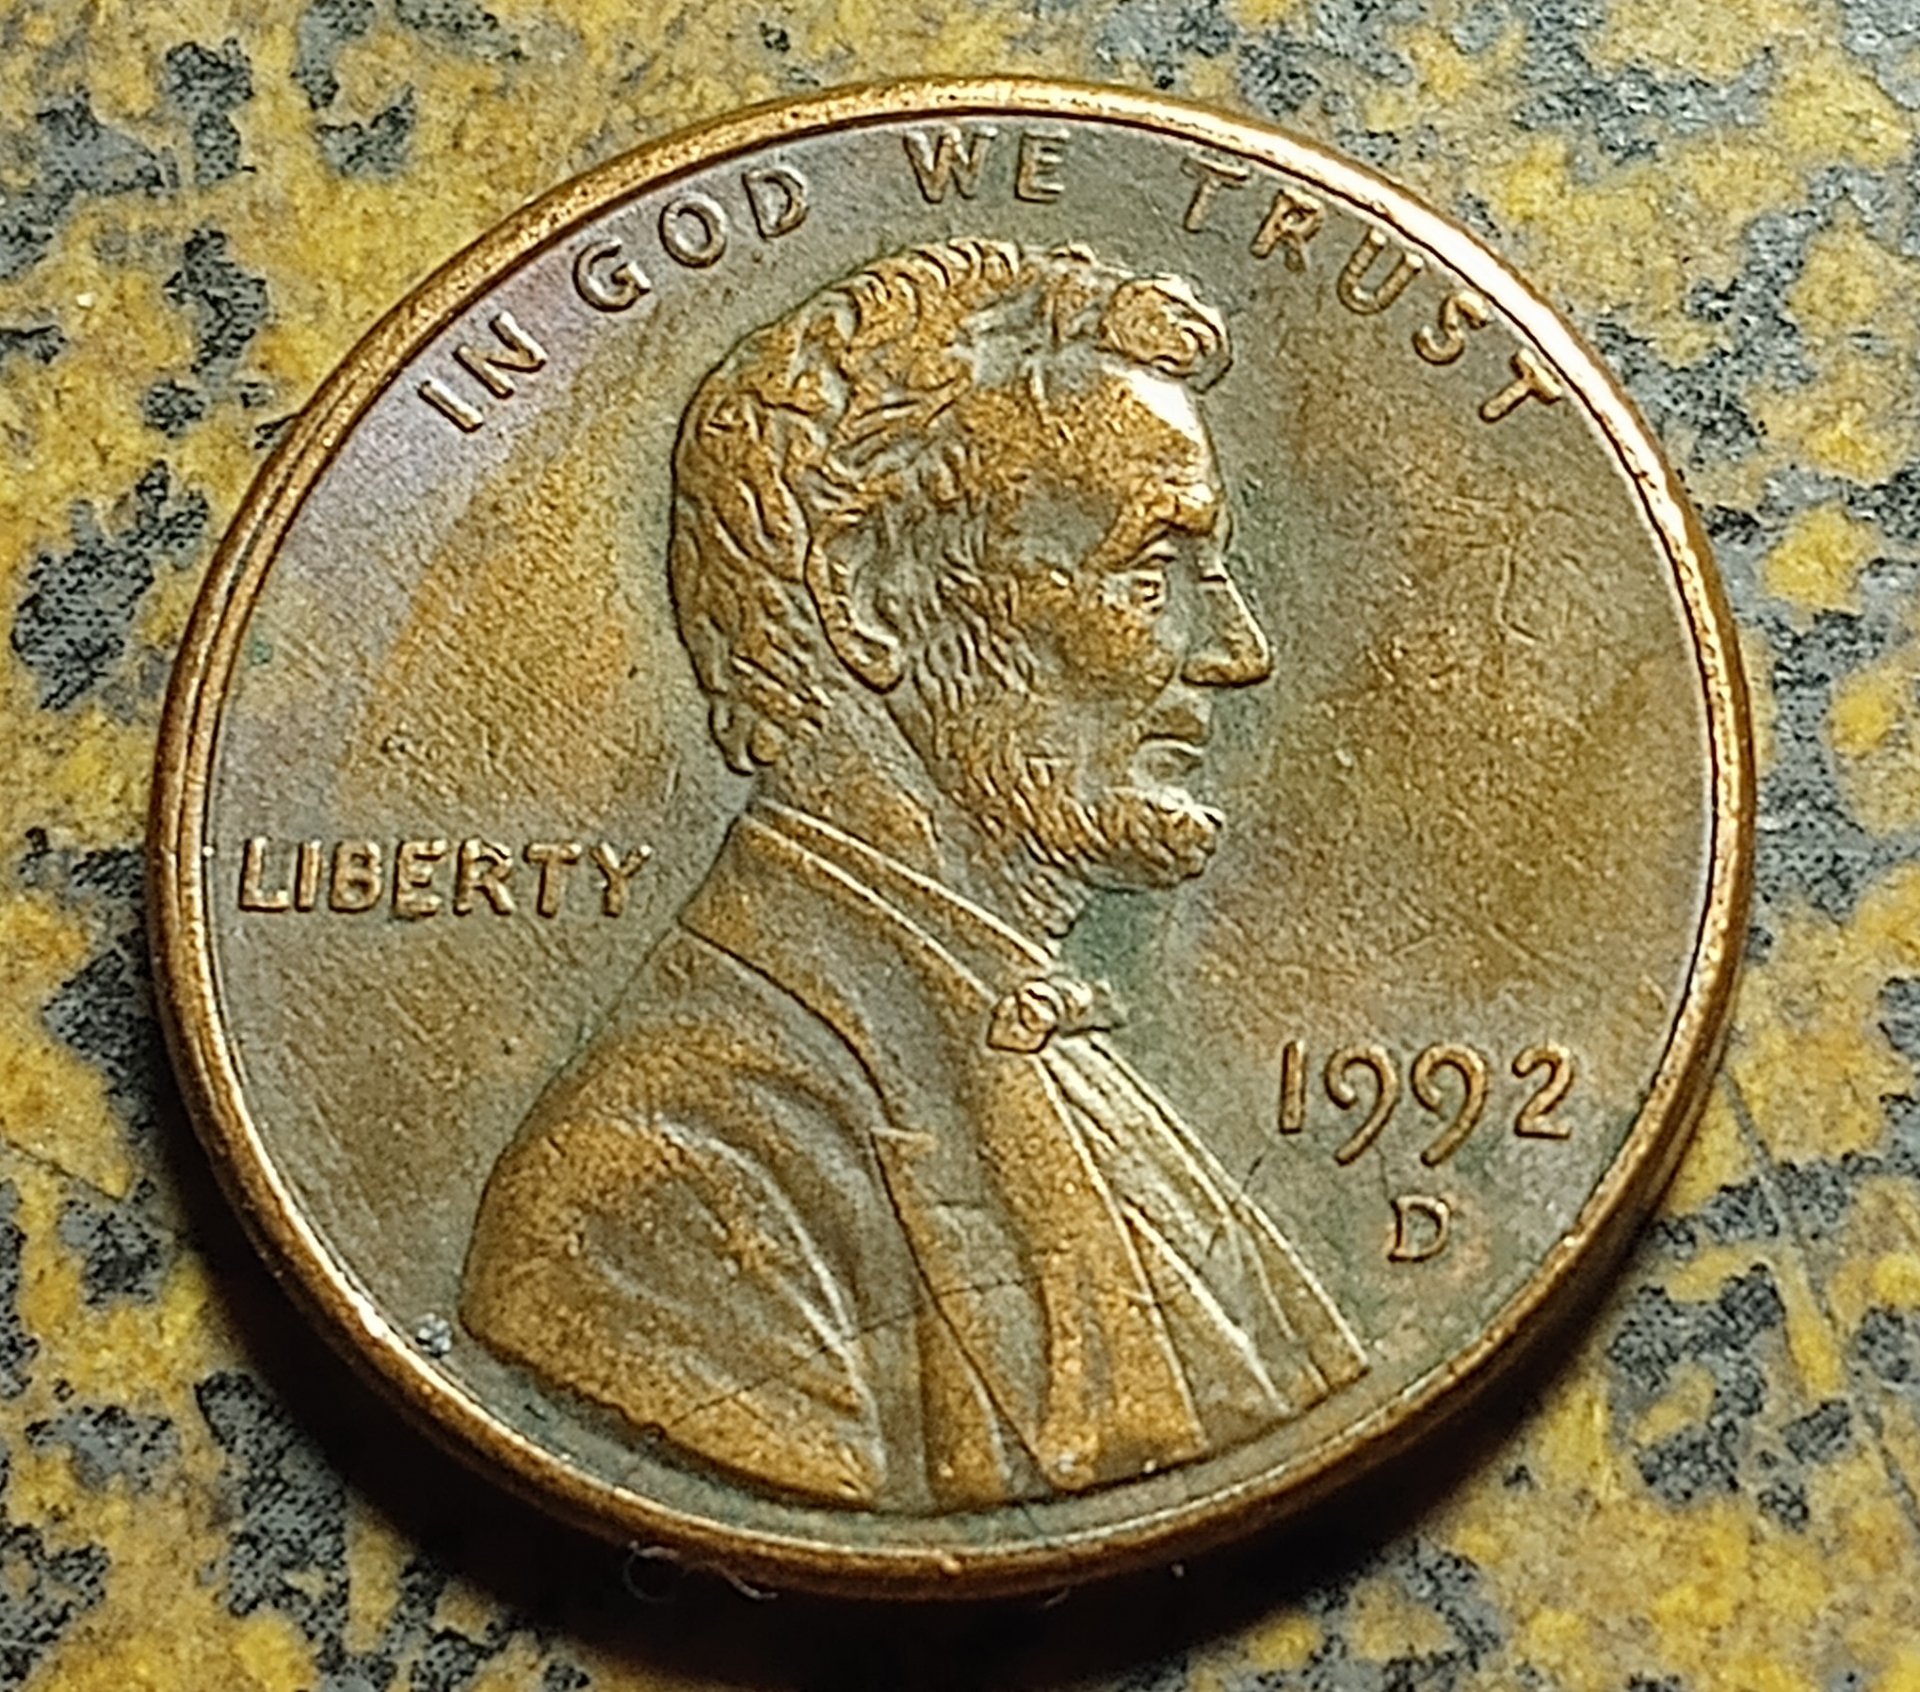 IN GOD WE TRUST
LIBERTY
1992
D